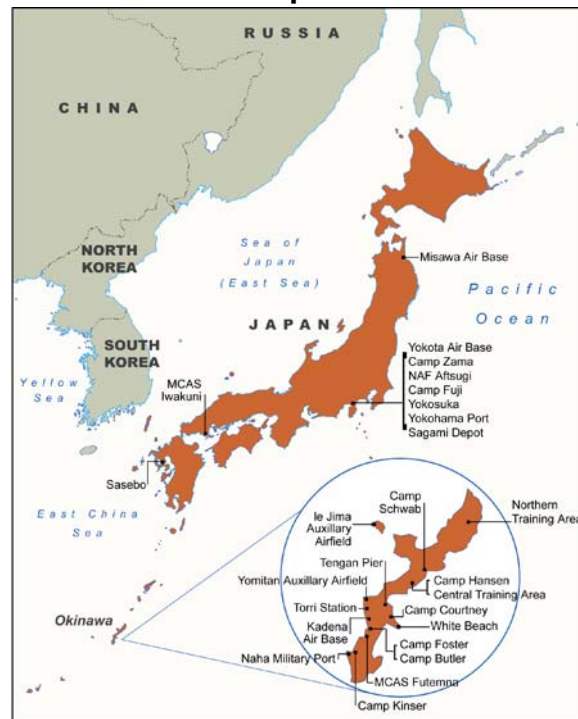 RUSSIA
CHINA
NORTH
KOREA
Sea of
Japan
(East Sea)
Misawa Air Base
Pacific
Ocean
JAPAN
SOUTH
KOREA
Yellow
Sea
MCAS
Iwakuni
Yokota Air Base
Camp Zama
NAF Aftsugi
Camp Fuji
Yokosuka
Yokohama Port
Sagami Depot
Sasebo
East China
Sea
Camp
Schwab
Northern
Training Area
Ie Jima
Auxillary
Airfield
Tengan Pier
Yomitan Auxillary Airfield
Camp Hansen
Central Training Area
Okinawa
Torri Station
Camp Courtney
Kadena
Air Base
White Beach
Camp Foster
Camp Butler
Naha Military Port
MCAS Futemna
Camp Kinser